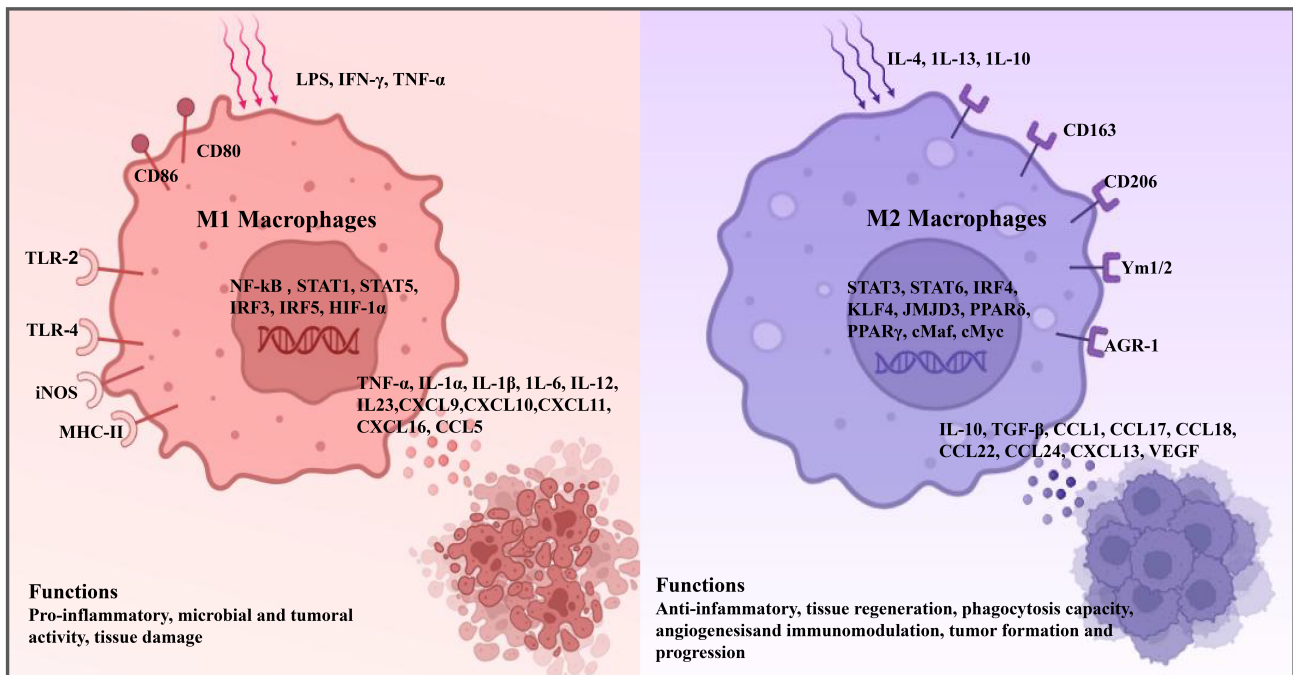 LPS, IFN-γ, TNF-α
CD80
CD86
M1 Macrophages
TLR-2
NF-kB , STAT1, STAT5,
IRF3, IRF5, HIF-1α
TLR-4
iNOS
MHC-II
TNF-α, IL-1α, IL-1β, 1L-6, IL-12,
IL23,CXCL9,CXCL10,CXCL11,
CXCL16, CCL5
Functions
Pro-inflammatory, microbial and tumoral
activity, tissue damage
IL-4, 1L-13, 1L-10
CD163
CD206
M2 Macrophages
Ym1/2
STAT3, STAT6, IRF4,
KLF4, JMJD3, PPARδ,
PPARγ, cMaf, cMyc
AGR-1
IL-10, TGF-β, CCL1, CCL17, CCL18,
CCL22, CCL24, CXCL13, VEGF
Functions
Anti-infammatory, tissue regeneration, phagocytosis capacity,
angiogenesisand immunomodulation, tumor formation and
progression